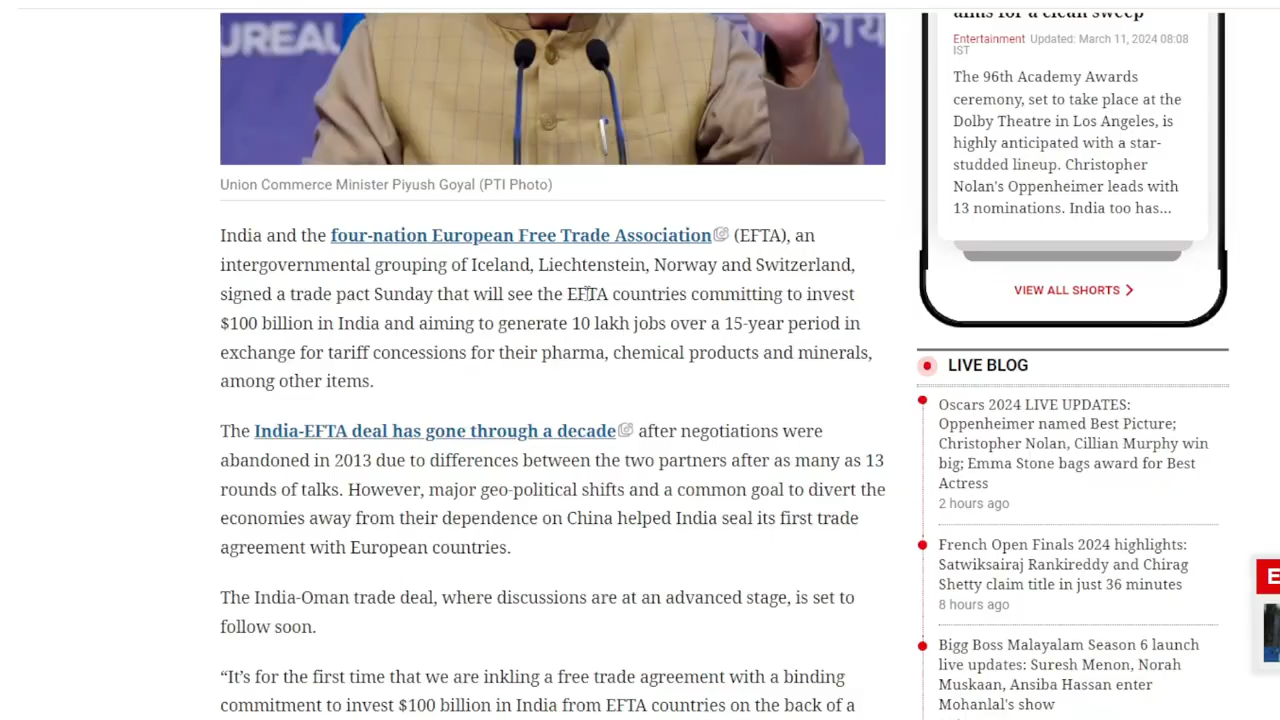 UREAU
काय
Union Commerce Minister Piyush Goyal (PTI Photo)
India and the four-nation European Free Trade Association (EFTA), an
intergovernmental grouping of Iceland, Liechtenstein, Norway and Switzerland,
signed a trade pact Sunday that will see the EFTA countries committing to invest
$100 billion in India and aiming to generate 10 lakh jobs over a 15-year period in
exchange for tariff concessions for their pharma, chemical products and minerals,
among other items.
The India-EFTA deal has gone through a decade after negotiations were
abandoned in 2013 due to differences between the two partners after as many as 13
rounds of talks. However, major geo-political shifts and a common goal to divert the
economies away from their dependence on China helped India seal its first trade
agreement with European countries.
The India-Oman trade deal, where discussions are at an advanced stage, is set to
follow soon.
“It’s for the first time that we are inkling a free trade agreement with a binding
commitment to invest $100 billion in India from EFTA countries on the back of a
aims for a clean sweep
Entertainment Updated: March 11, 2024 08:08
IST
The 96th Academy Awards
ceremony, set to take place at the
Dolby Theatre in Los Angeles, is
highly anticipated with a star-
studded lineup. Christopher
Nolan's Oppenheimer leads with
13 nominations. India too has...
VIEW ALL SHORTS
LIVE BLOG
Oscars 2024 LIVE UPDATES:
Oppenheimer named Best Picture;
Christopher Nolan, Cillian Murphy win
big; Emma Stone bags award for Best
Actress
2 hours ago
French Open Finals 2024 highlights:
Satwiksairaj Rankireddy and Chirag
Shetty claim title in just 36 minutes
8 hours ago
Bigg Boss Malayalam Season 6 launch
live updates: Suresh Menon, Norah
Muskaan, Ansiba Hassan enter
Mohanlal's show
E